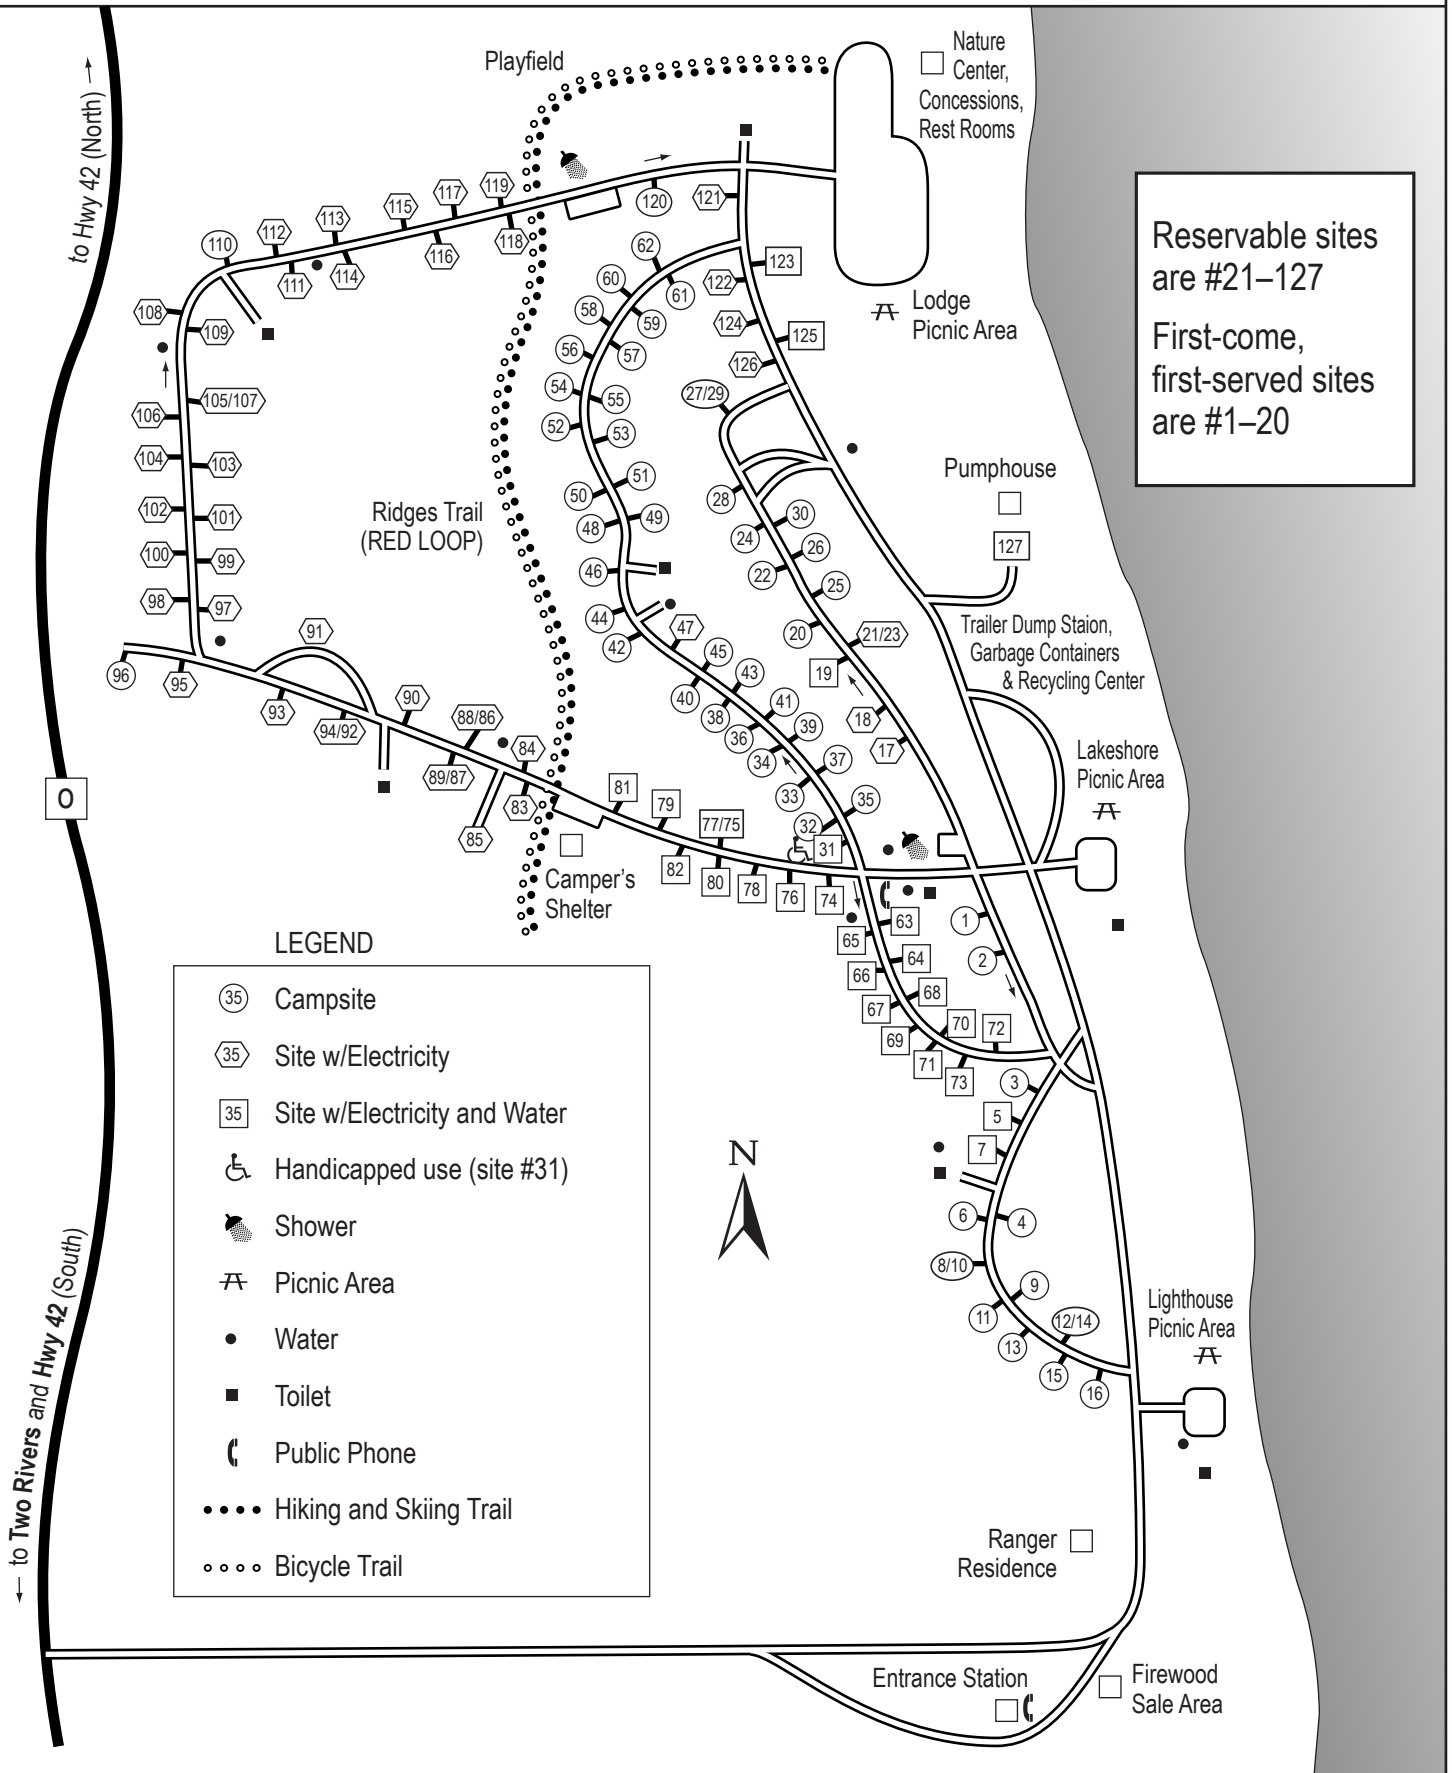 Playfield
Nature
Center,
Concessions,
Rest Rooms
to Hwy 42 (North)
Reservable sites
are #21–127
First-come,
first-served sites
are #1–20
119
117
115
113
112
110
120
121
118
116
114
111
108
109
62
123
122
61
60
59
58
57
124
125
126
Lodge
Picnic Area
56
54
55
27/29
52
53
105/107
106
104
103
102
101
100
99
98
97
51
50
49
48
46
44
42
47
45
43
41
39
37
35
40
38
36
34
33
32
31
28
30
24
26
22
25
20
21/23
19
18
17
Pumphouse
127
Ridges Trail
(RED LOOP)
Trailer Dump Staion,
Garbage Containers
& Recycling Center
Lakeshore
Picnic Area
96
95
91
93
94/92
90
88/86
89/87
84
83
85
81
79
77/75
82
80
78
76
74
O
Camper's
Shelter
63
65
64
66
68
67
69
70
71
72
73
1
2
3
5
7
6
4
8/10
9
11
12/14
13
15
16
LEGEND
35 Campsite
35 Site w/Electricity
35 Site w/Electricity and Water
Handicapped use (site #31)
Shower
Picnic Area
Water
Toilet
Public Phone
Hiking and Skiing Trail
Bicycle Trail
N
Lighthouse
Picnic Area
to Two Rivers and Hwy 42 (South)
Ranger
Residence
Entrance Station
Firewood
Sale Area